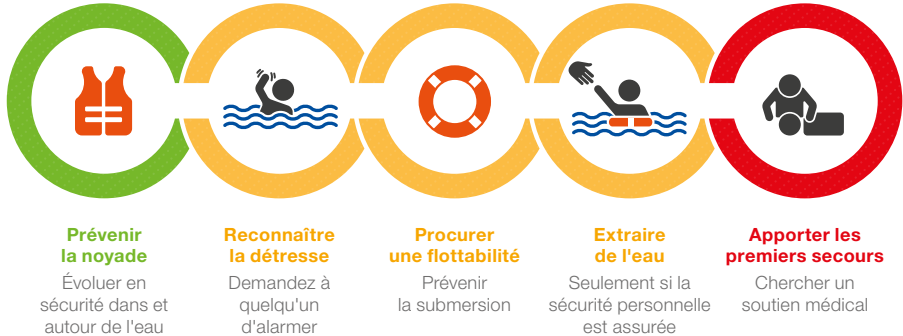 Prévenir
la noyade
Évoluer en
sécurité dans et
autour de l'eau
Reconnaître
la détresse
Demandez à
quelqu'un
d'alarmer
Procurer
une flottabilité
Prévenir
la submersion
Extraire
de l'eau
Seulement si la
sécurité personnelle
est assurée
Apporter les
premiers secours
Chercher un
soutien médical